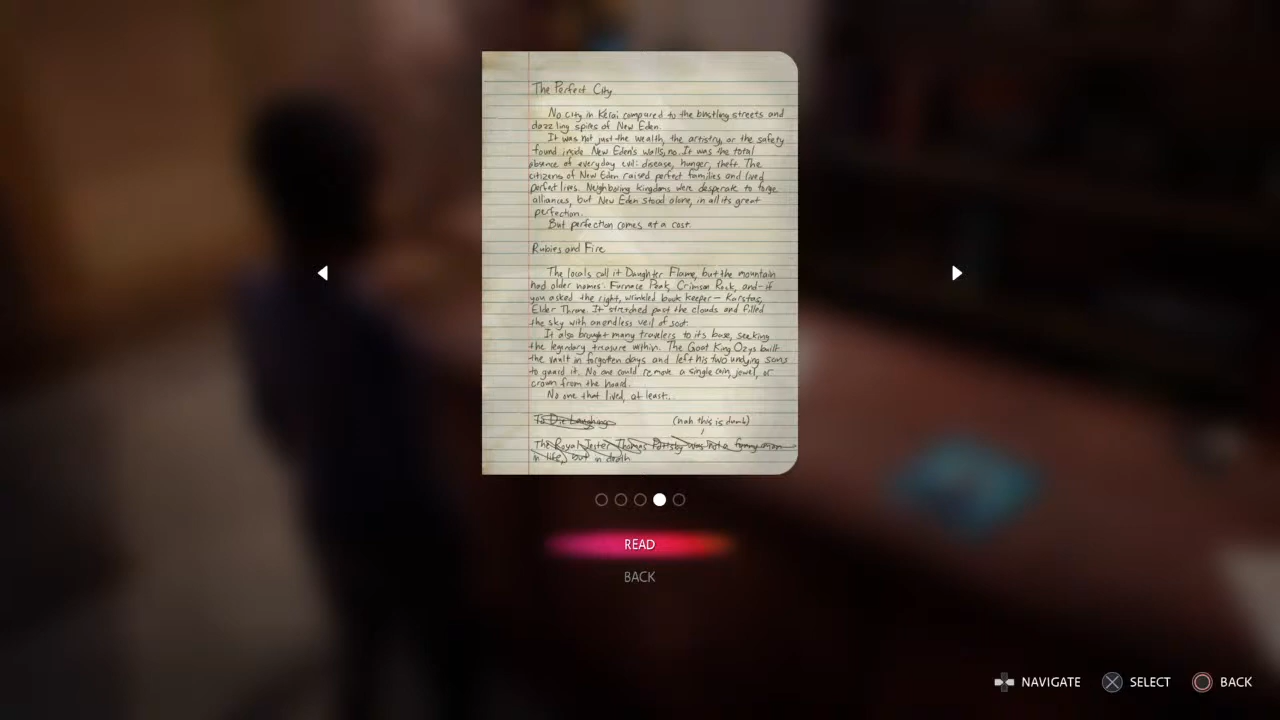 The Perfect City
No city in Kesai compared to the bustling streets and
dazzling spires of New Eden.
It was not just the wealth, the artistry, or the safety
found inside New Eden's walls, no. It was the total
absence of everyday evil: disease, hunger, theft. The
citizens of New Eden raised perfect families and lived
perfect lives. Neighboring kingdoms were desperate to forge
alliances, but New Eden stood alone, in all its great
perfection.
But perfection comes at a cost.
Rubies and Fire
The locals call it Daughter Flame, but the mountain
had older names: Furnace Peak, Crimson Rock, and-if
you asked the right, wrinkled book keeper- Karstas,
Elder Throne. It stretched past the clouds and filled
the sky with an endless veil of soot.
It also brought many travelers to its base, seeking
the legendary treasure within. The Goat King Ozys built
the vault in forgotten days and left his two undying sons
to guard it. No one could remove a single coin, jewel, or
crown from the hoard.
No one that lived, at least..
To Die Laughing (nah this is dumb)
The Royal Jester Thomas was not a funny man
in life, but in death
READ
BACK
NAVIGATE SELECT BACK